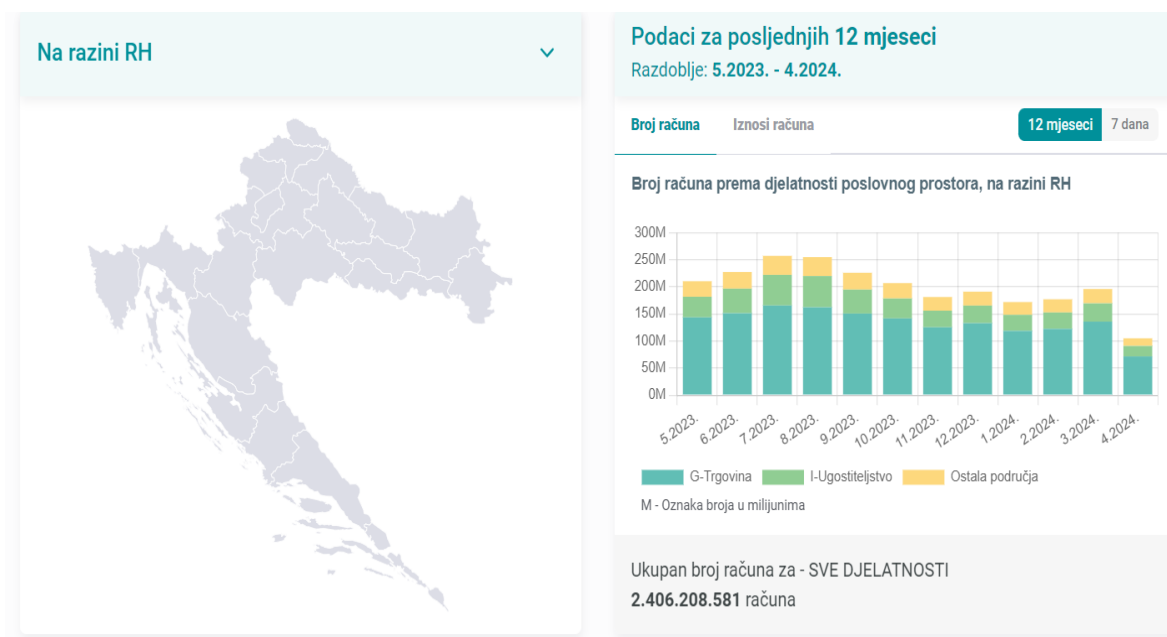 Na razini RH
Podaci za posljednjih 12 mjeseci
Razdoblje: 5.2023. - 4.2024.
Broj računa
Iznosi računa
12 mjeseci
7 dana
Broj računa prema djelatnosti poslovnog prostora, na razini RH
300M
250M
200M
150M
100M
50M
0M
5.2023.
6.2023.
7.2023.
8.2023.
9.2023.
10.2023.
11.2023.
12.2023.
1.2024.
2.2024.
3.2024.
4.2024.
G-Trgovina
I-Ugostiteljstvo
Ostala područja
M - Oznaka broja u milijunima
Ukupan broj računa za - SVE DJELATNOSTI
2.406.208.581 računa